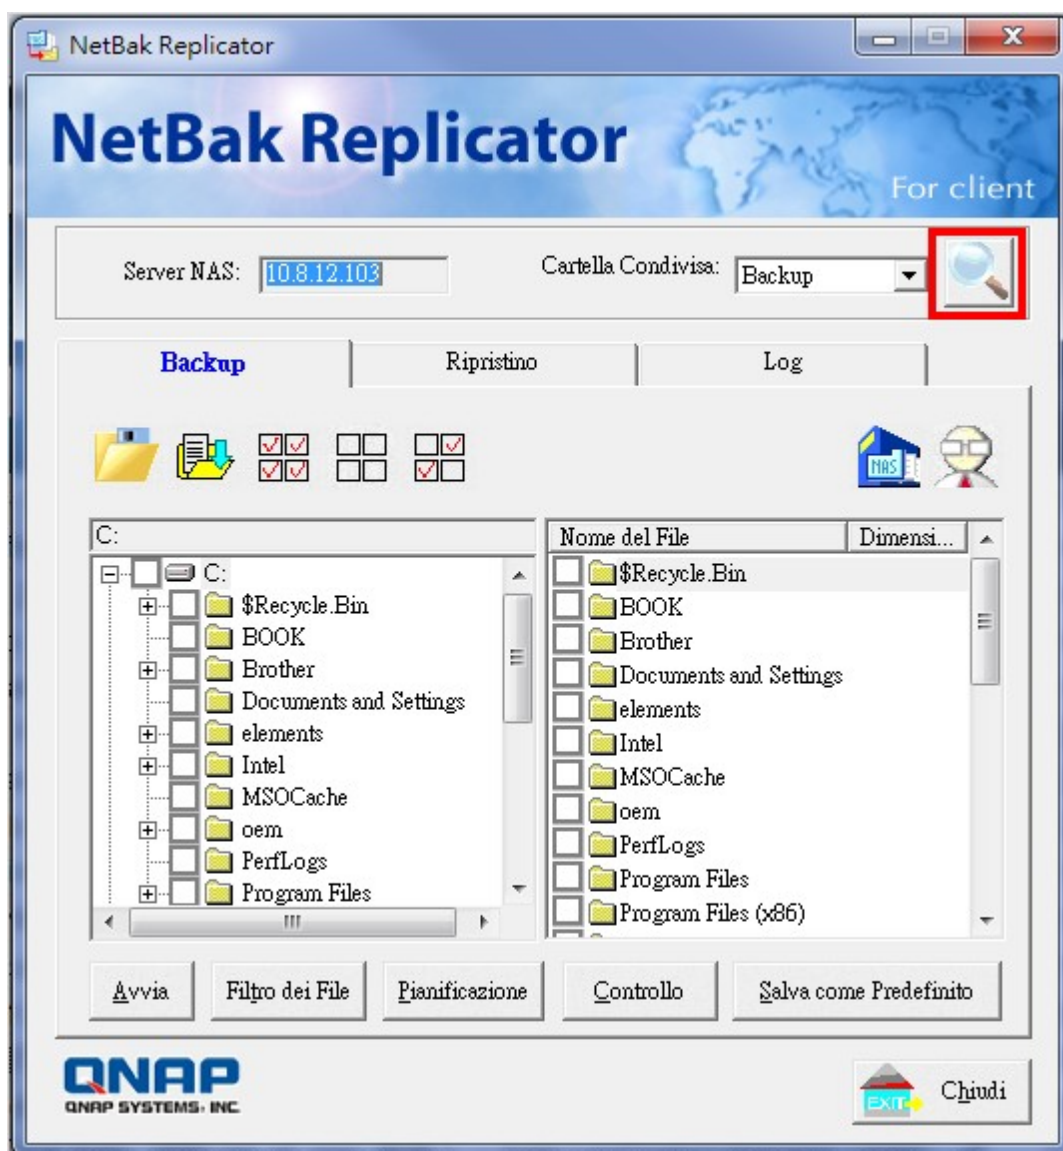 NetBak Replicator
NetBak Replicator
For client
Server NAS: 10.8.12.103 Cartella Condivisa: Backup
Backup Ripristino Log
NAS
C:
C:
$Recycle.Bin
BOOK
Brother
Documents and Settings
elements
Intel
MSOCache
oem
PerfLogs
Program Files
Nome del File Dimensi...
$Recycle.Bin
BOOK
Brother
Documents and Settings
elements
Intel
MSOCache
oem
PerfLogs
Program Files
Program Files (x86)
Avvia Filtro dei File Pianificazione Controllo Salva come Predefinito
QNAP
QNAP SYSTEMS, INC.
EXIT Chiudi